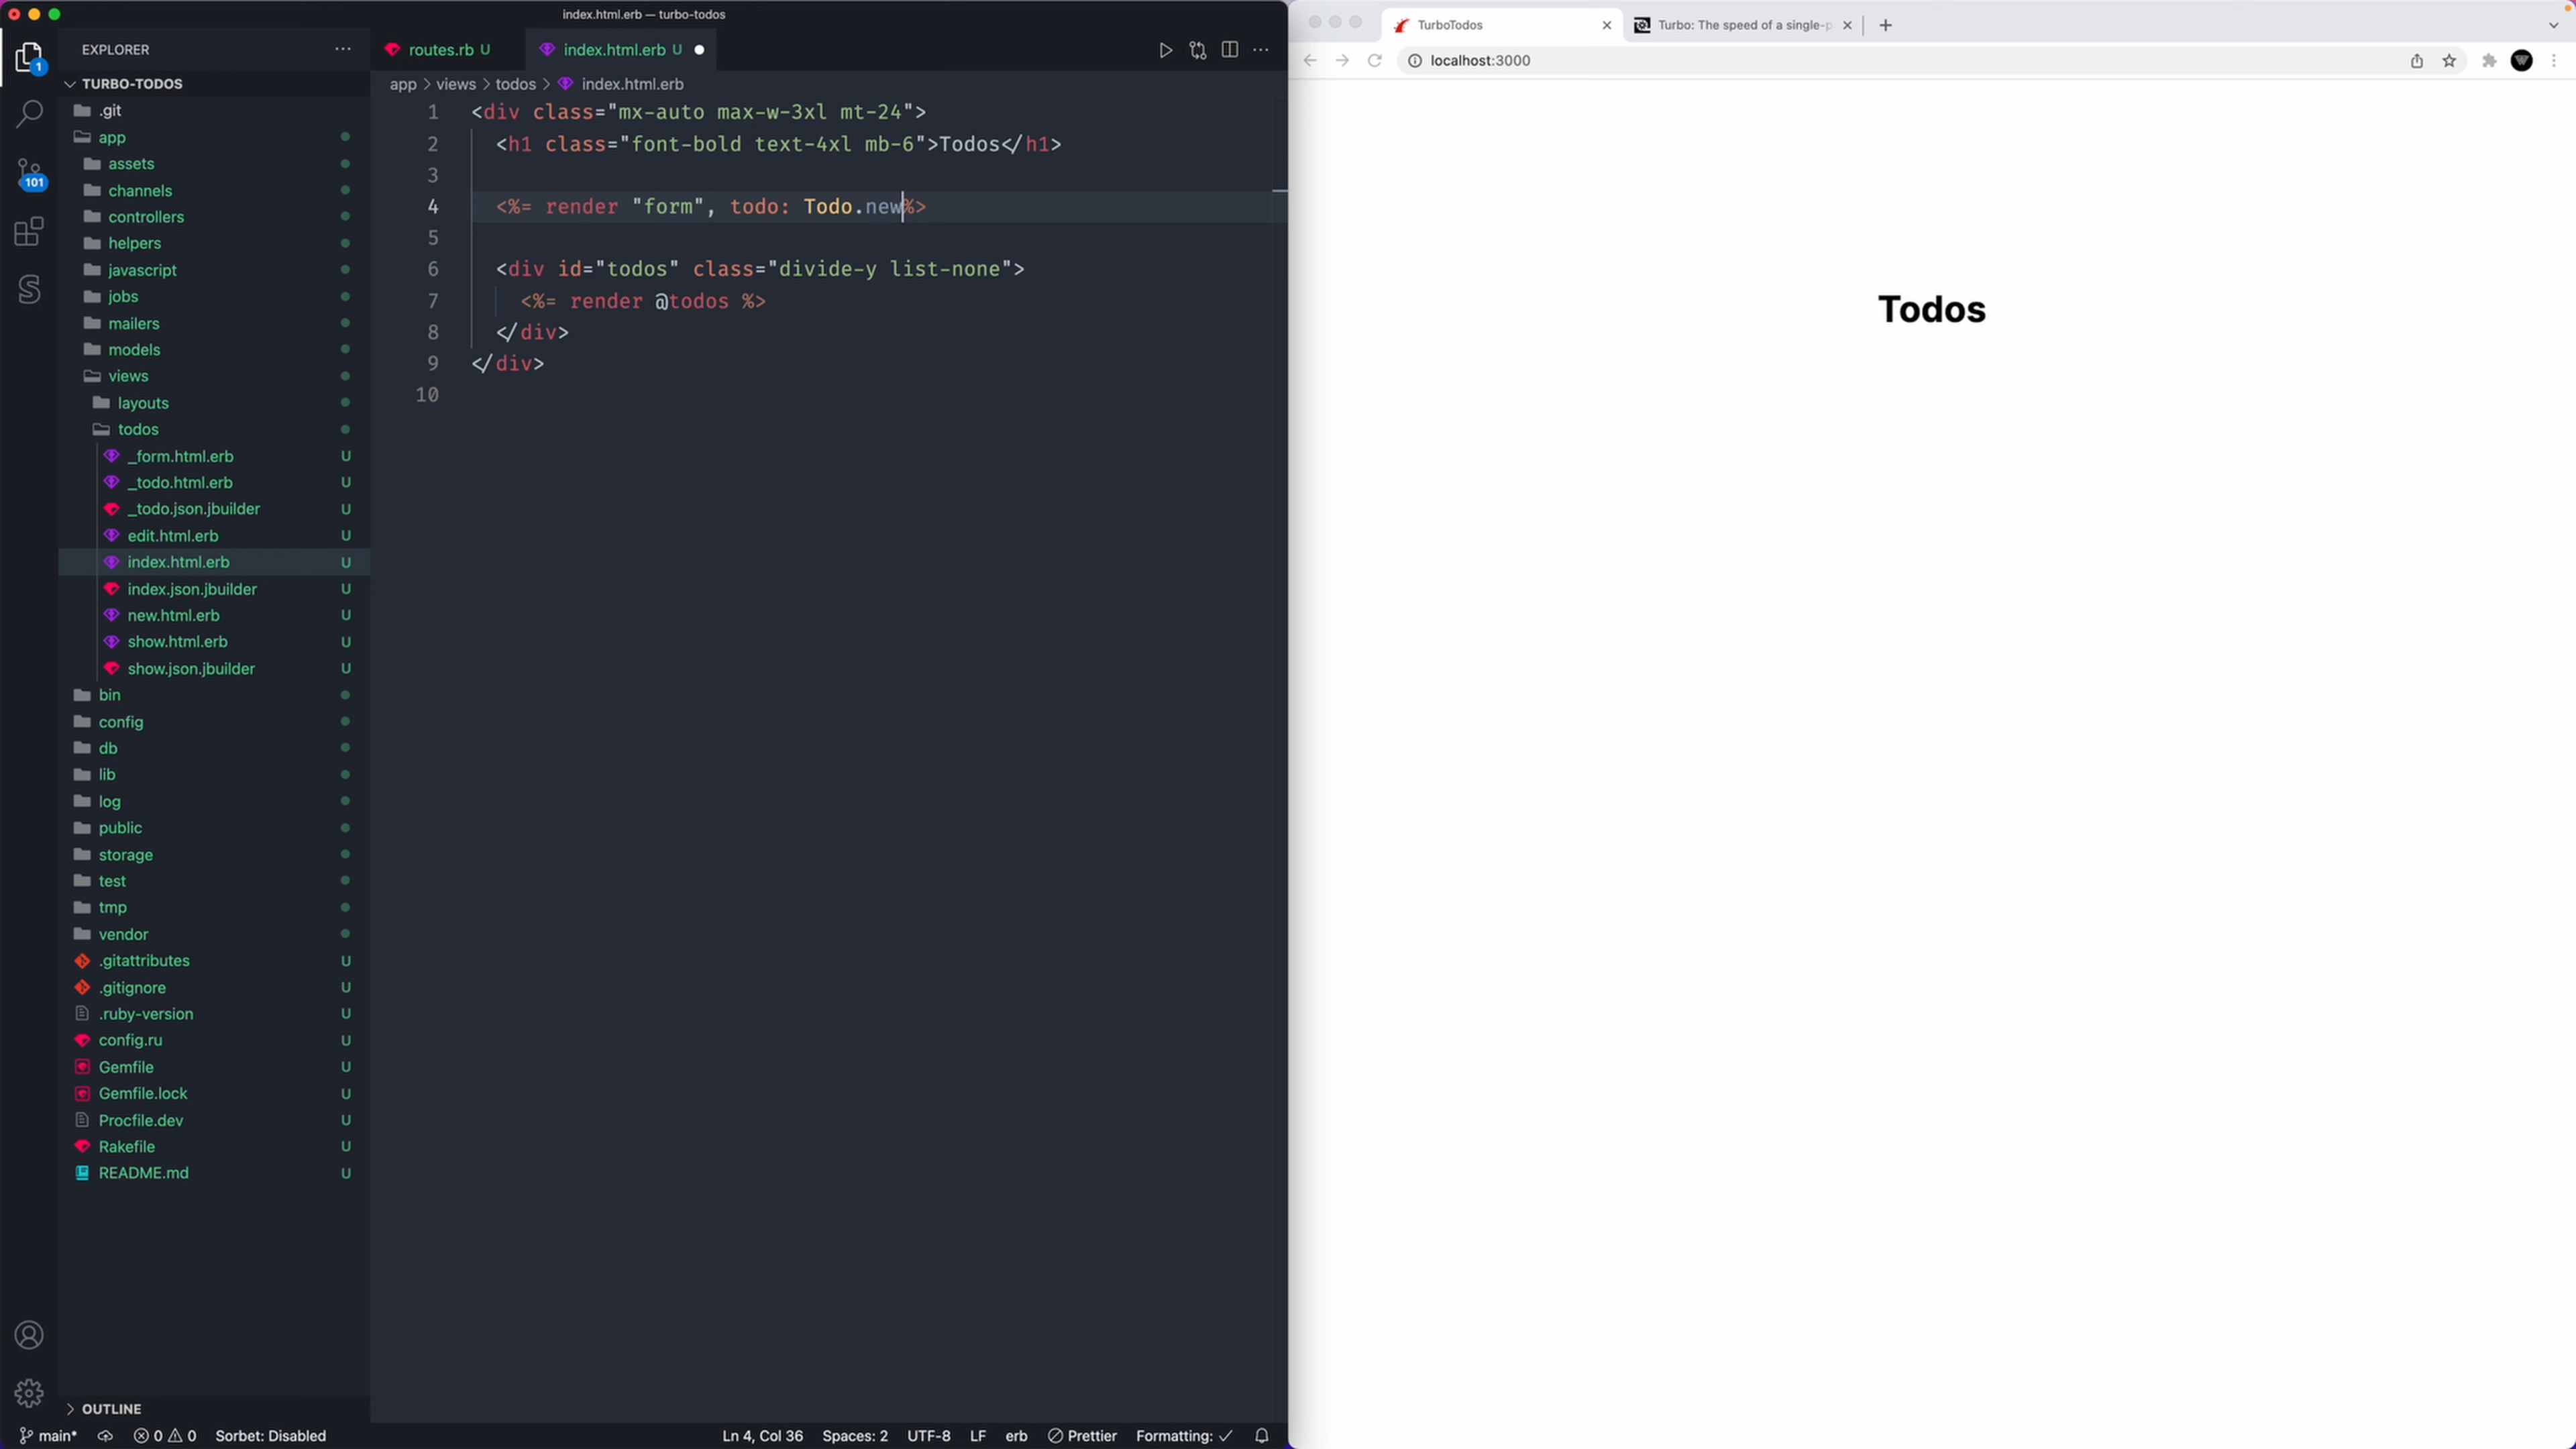 index.html.erb — turbo-todos
EXPLORER
TURBO-TODOS
.git
app
assets
channels
controllers
helpers
javascript
jobs
mailers
models
views
layouts
todos
_form.html.erb U
_todo.html.erb U
_todo.json.jbuilder U
edit.html.erb U
index.html.erb U
index.json.jbuilder U
new.html.erb U
show.html.erb U
show.json.jbuilder U
bin
config
db
lib
log
public
storage
test
tmp
vendor
.gitattributes U
.gitignore U
.ruby-version U
config.ru U
Gemfile U
Gemfile.lock U
Procfile.dev U
Rakefile U
README.md U
OUTLINE
1
101
routes.rb U
index.html.erb U
app > views > todos > index.html.erb
1 <div class="mx-auto max-w-3xl mt-24">
2 <h1 class="font-bold text-4xl mb-6">Todos</h1>
3
4 <%= render "form", todo: Todo.new%>
5
6 <div id="todos" class="divide-y list-none">
7 <%= render @todos %>
8 </div>
9 </div>
10
main* 0 0 Sorbet: Disabled Ln 4, Col 36 Spaces: 2 UTF-8 LF erb Prettier Formatting: ✓
TurboTodos
Turbo: The speed of a single-p
localhost:3000
Todos